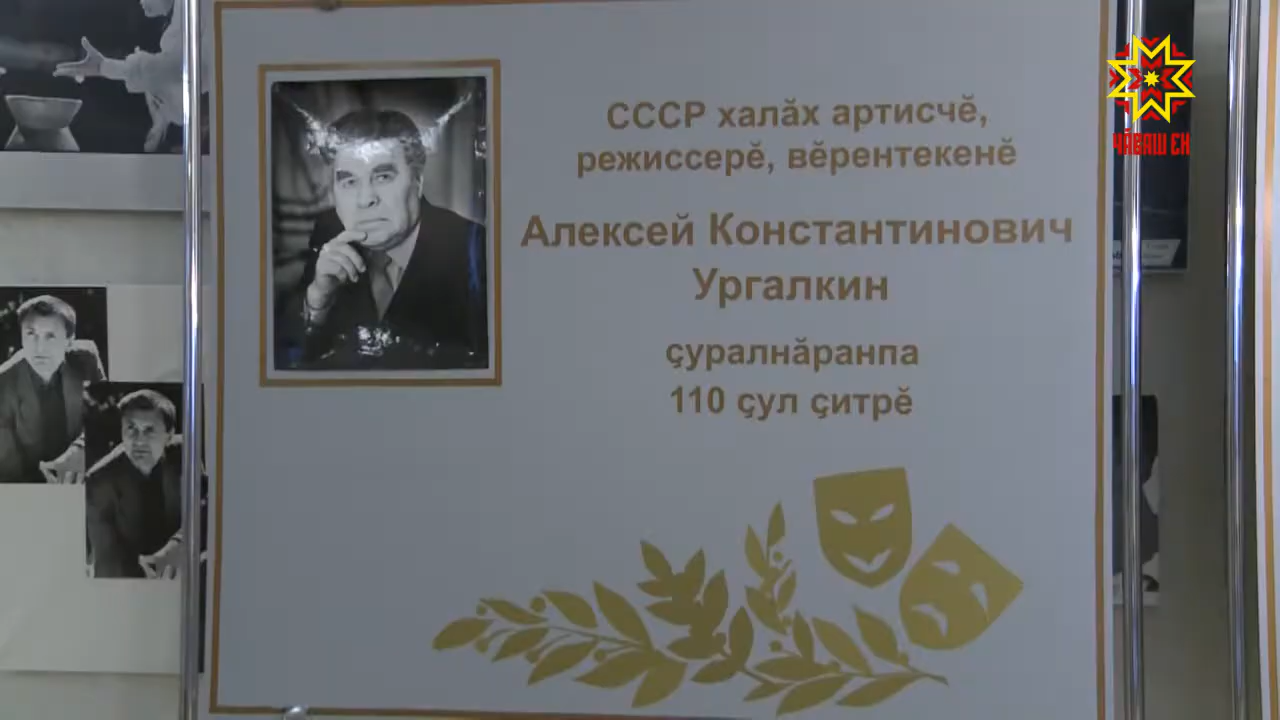 СССР халӑх артисчӗ,
режиссерӗ, вӗрентекенӗ
Алексей Константинович
Ургалкин
ҫуралнӑранпа
110 ҫул ҫитрӗ
ЧӐВАШ ЕН